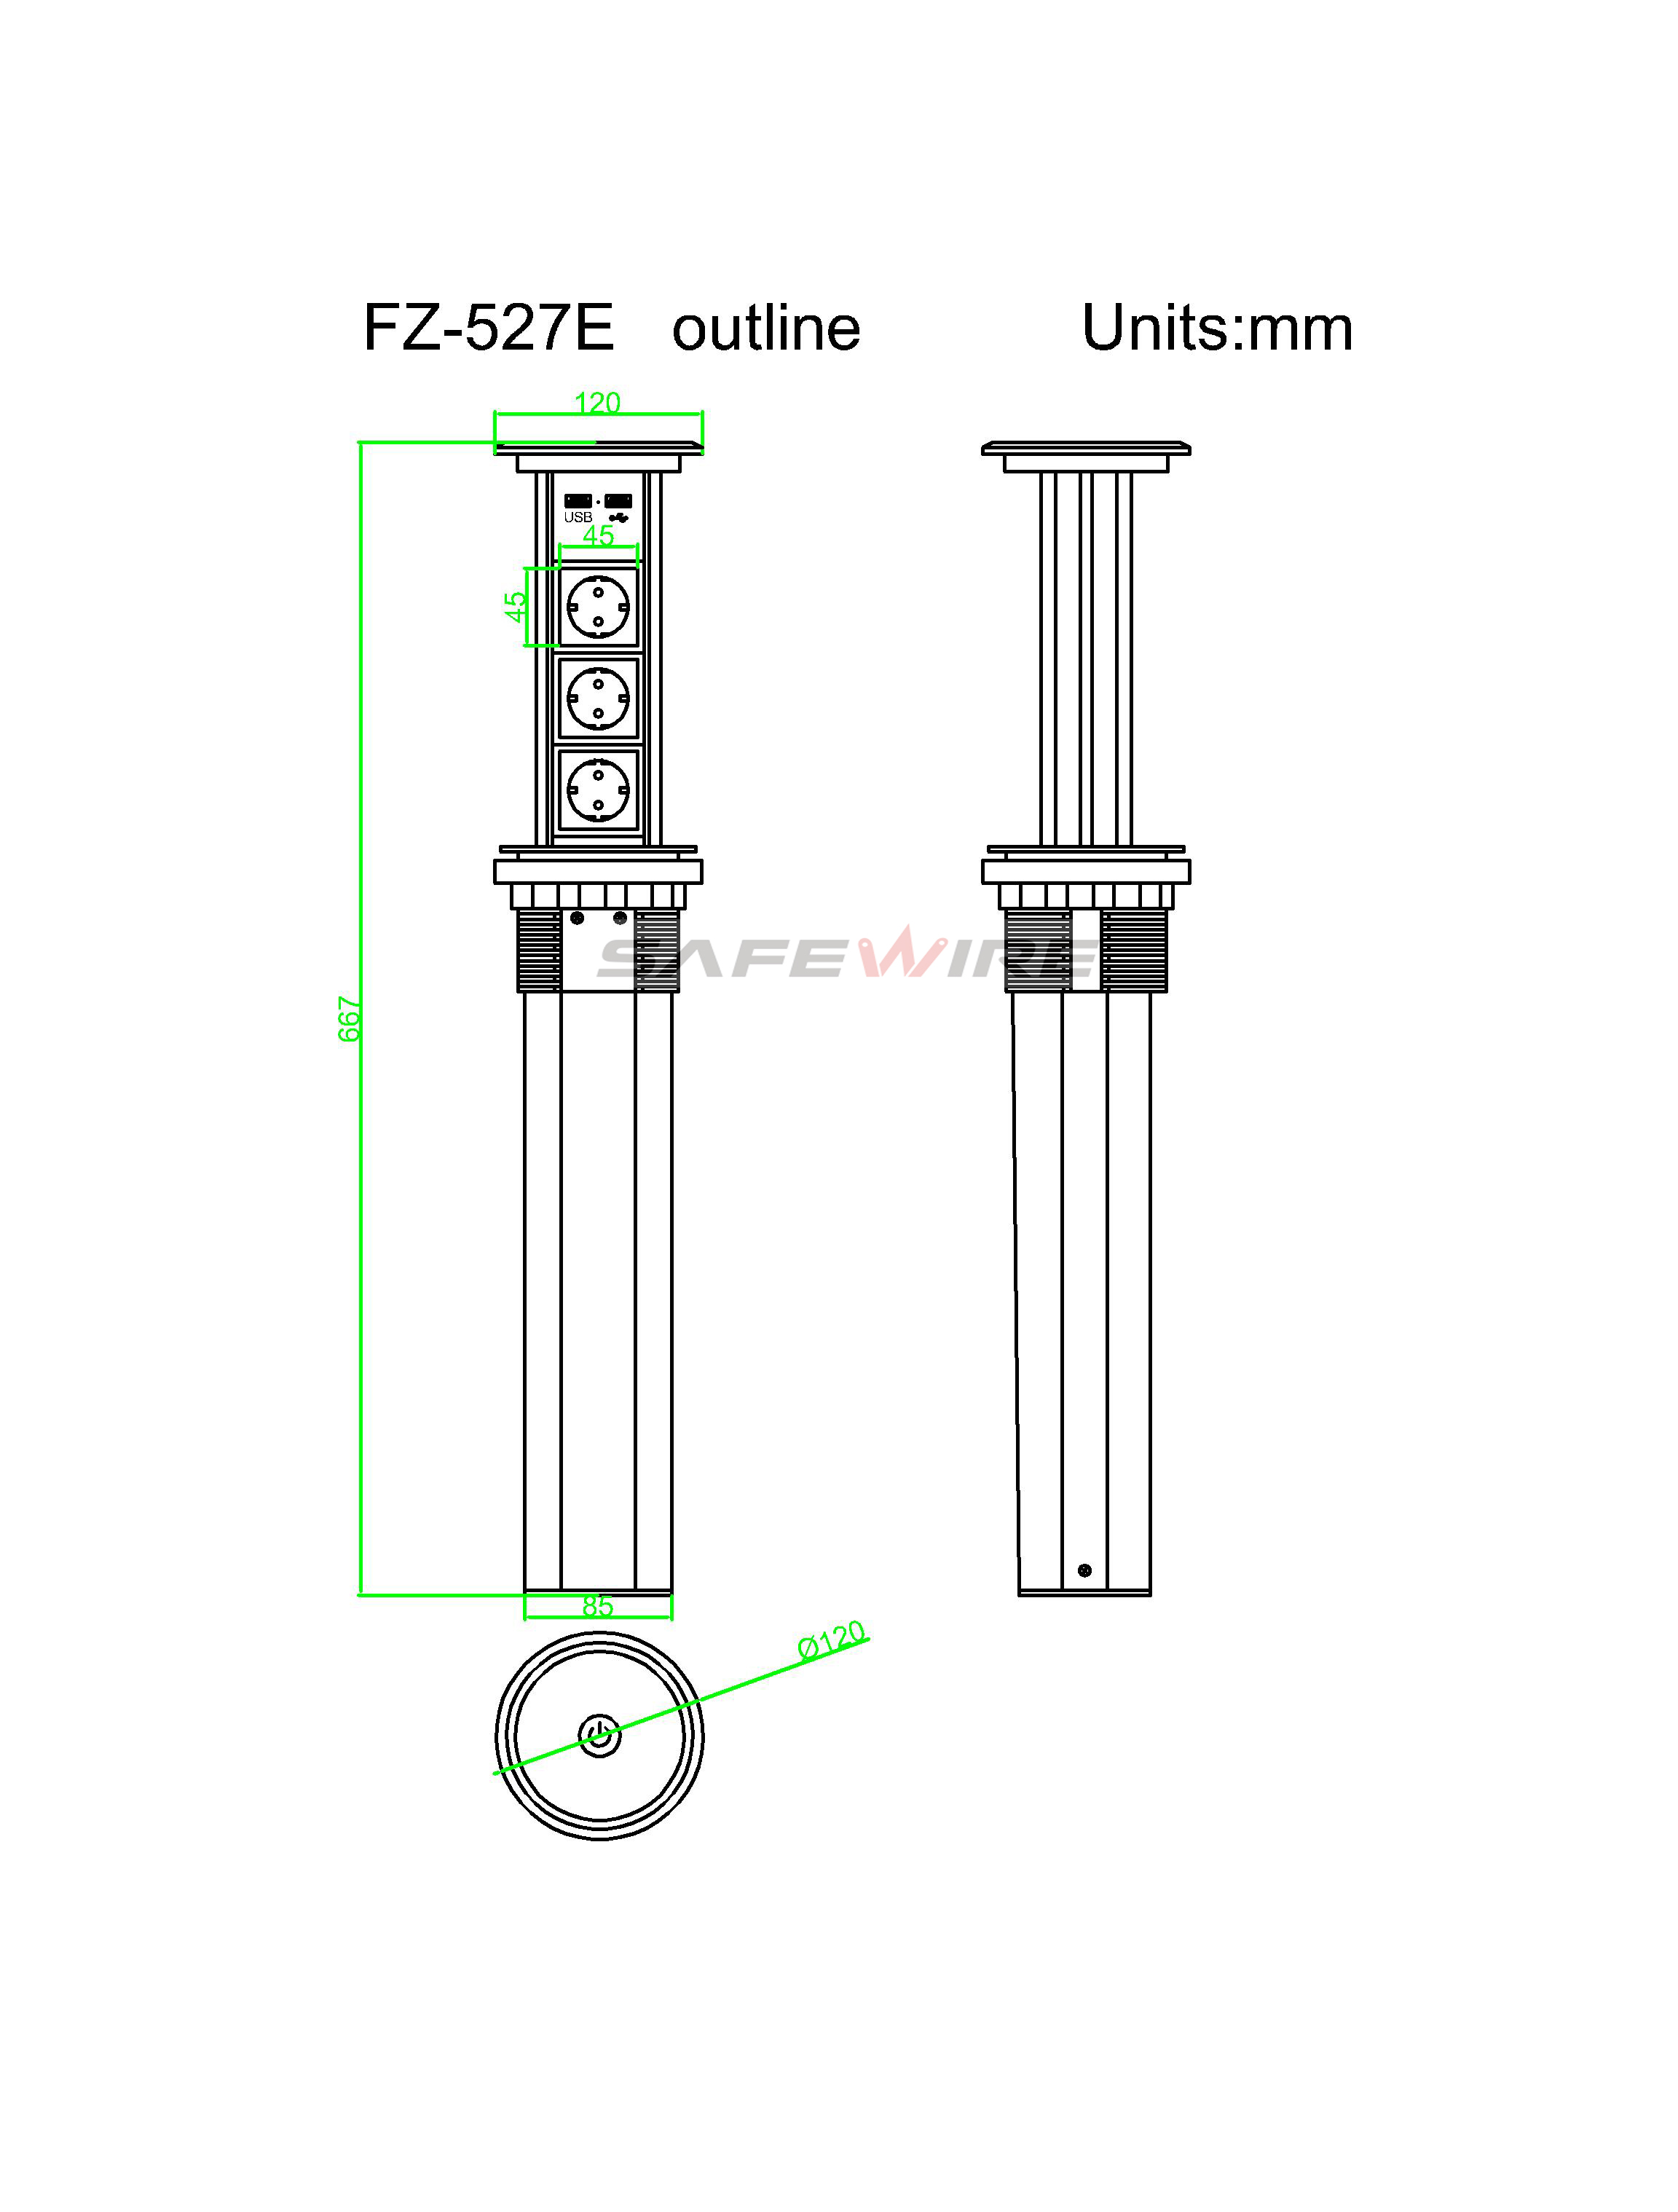 FZ-527E outline Units:mm
120
USB
45
45
SAFEWIRE
667
85
Ø120